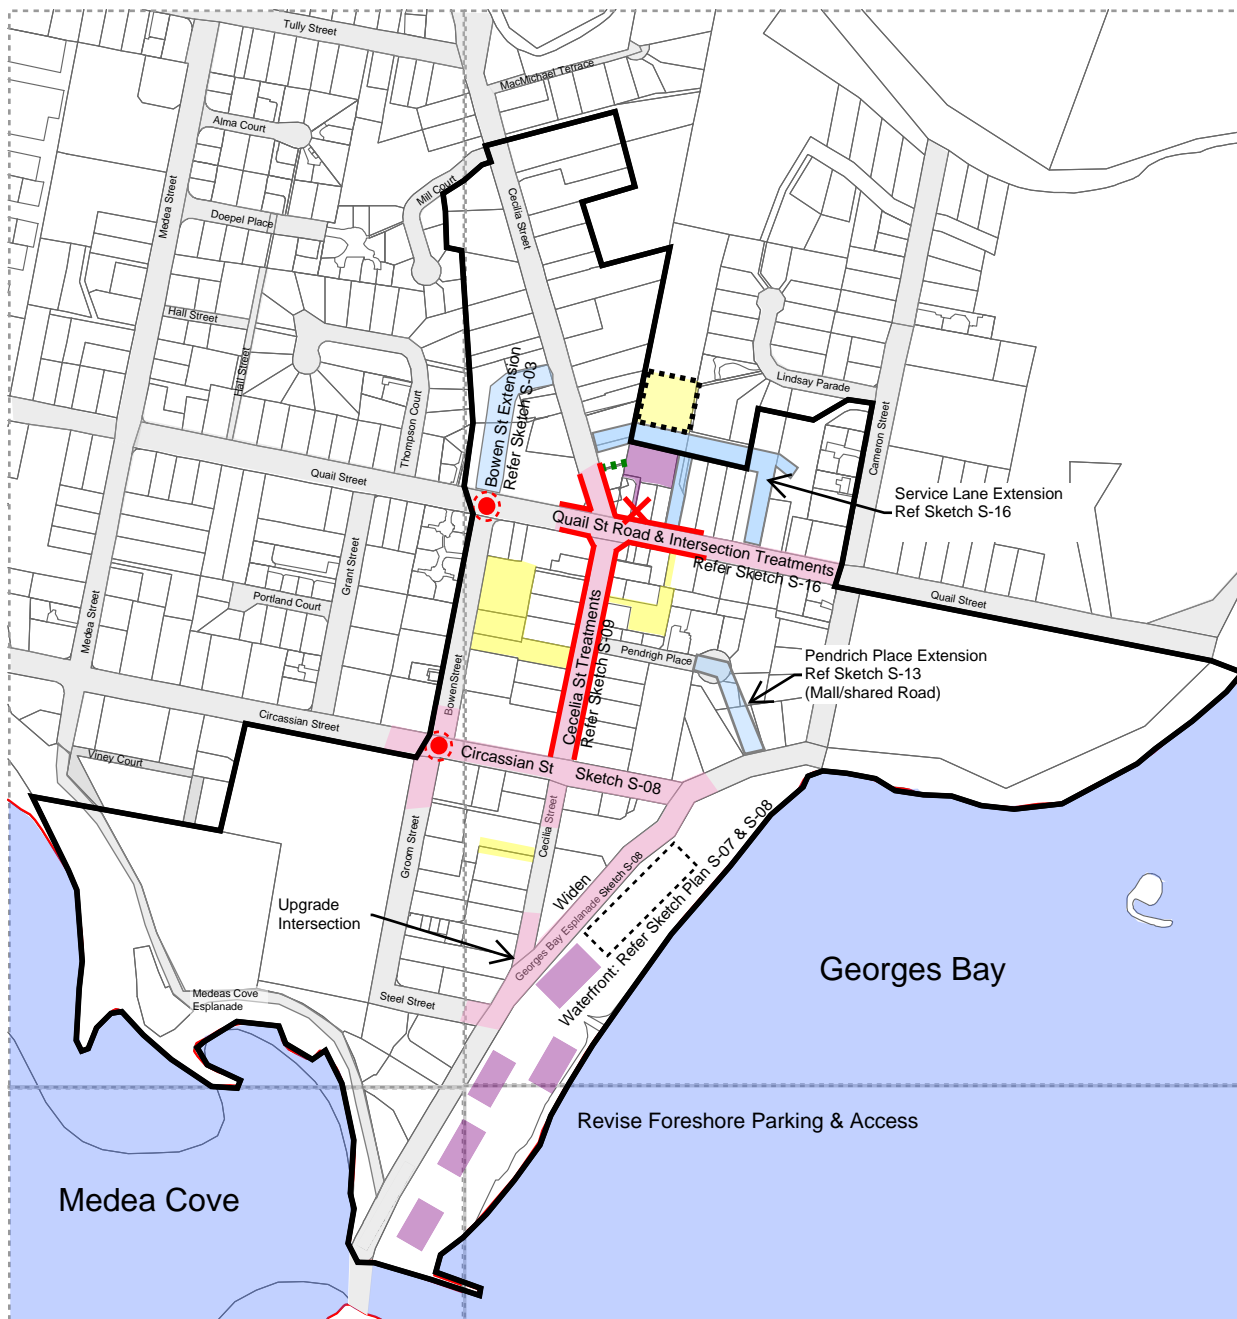 Tully Street
MacMichael Terrace
Alma Court
Mill Court
Medea Street
Cecilia Street
Doepel Place
Hall Street
Hall Street
Lindsay Parade
Thompson Court
Cameron Street
Bowen St Extension
Refer Sketch S-03
Quail Street
Service Lane Extension
Ref Sketch S-16
Quail St Road & Intersection Treatments
Refer Sketch S-16
Grant Street
Portland Court
Medea Street
Quail Street
Cecelia St Treatments
Refer Sketch S-09
Pendrigh Place
Pendrich Place Extension
Ref Sketch S-13
(Mall/shared Road)
BowenStreet
Circassian Street
Viney Court
Circassian St
Sketch S-08
Groom Street
Cecilia Street
Widen
Georges Bay Esplanade Sketch S-08
Waterfront: Refer Sketch Plan S-07 & S-08
Upgrade
Intersection
Georges Bay
Medeas Cove
Esplanade
Steel Street
Revise Foreshore Parking & Access
Medea Cove